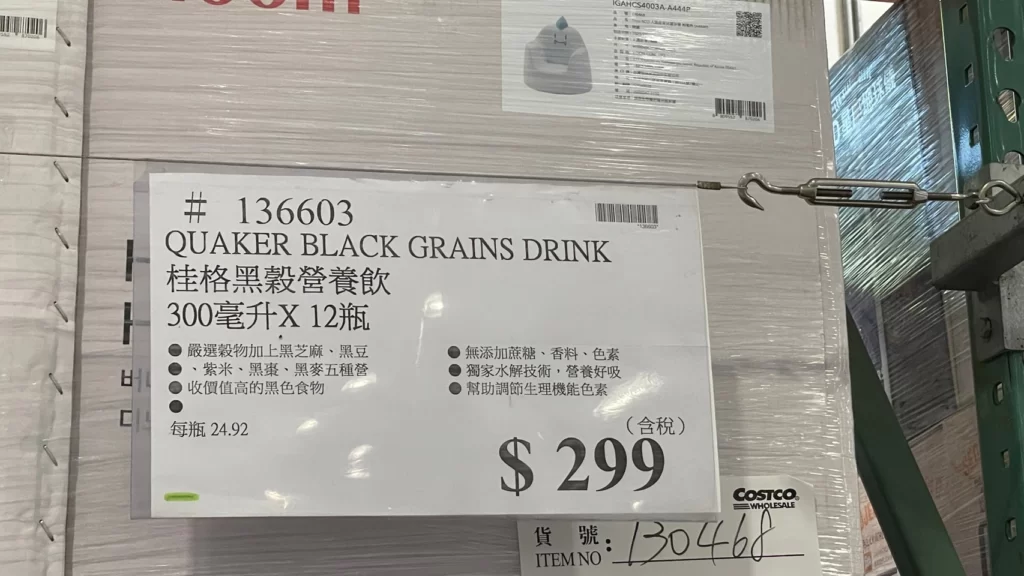 IGAHCS4003A-A444P
# 136603
*136603*
QUAKER BLACK GRAINS DRINK
桂格黑穀營養飲
300毫升X 12瓶
●嚴選穀物加上黑芝麻、黑豆
●、紫米、黑棗、黑麥五種營
●收價值高的黑色食物
●
●無添加蔗糖、香料、色素
●獨家水解技術，營養好吸
●幫助調節生理機能色素
每瓶 24.92
（含稅）
$ 299
COSTCO
WHOLESALE
貨 號：
ITEM NO 130468